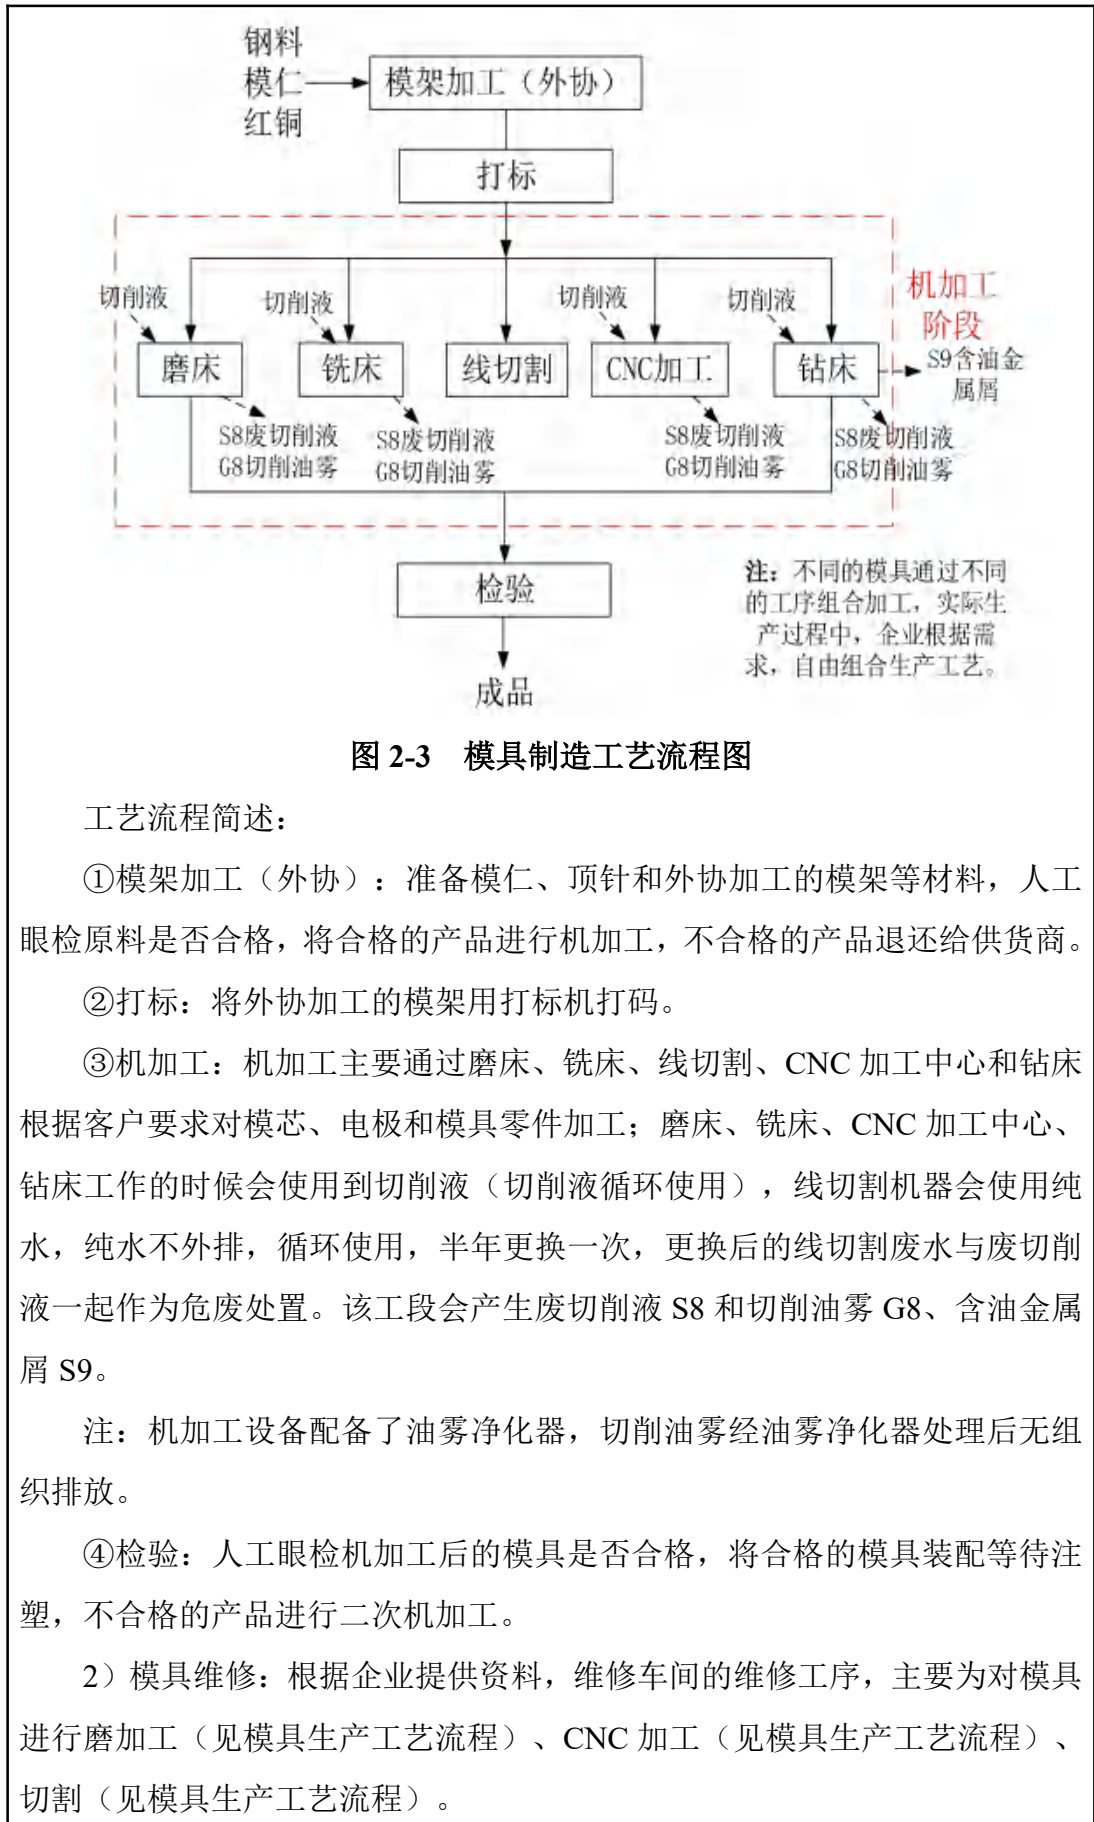 钢料
模仁
红铜
模架加工（外协）
打标
机加工
阶段
切削液
切削液
切削液
切削液
磨床
铣床
线切割
CNC加工
钻床
S9含油金
属屑
S8废切削液
G8切削油雾
S8废切削液
G8切削油雾
S8废切削液
G8切削油雾
S8废切削液
G8切削油雾
检验
成品
注：不同的模具通过不同
的工序组合加工，实际生
产过程中，企业根据需
求，自由组合生产工艺。
图 2-3 模具制造工艺流程图
工艺流程简述：
①模架加工（外协）：准备模仁、顶针和外协加工的模架等材料，人工
眼检原料是否合格，将合格的产品进行机加工，不合格的产品退还给供货商。
②打标：将外协加工的模架用打标机打码。
③机加工：机加工主要通过磨床、铣床、线切割、CNC 加工中心和钻床
根据客户要求对模芯、电极和模具零件加工；磨床、铣床、CNC 加工中心、
钻床工作的时候会使用到切削液（切削液循环使用），线切割机器会使用纯
水，纯水不外排，循环使用，半年更换一次，更换后的线切割废水与废切削
液一起作为危废处置。该工段会产生废切削液 S8 和切削油雾 G8、含油金属
屑 S9。
注：机加工设备配备了油雾净化器，切削油雾经油雾净化器处理后无组
织排放。
④检验：人工眼检机加工后的模具是否合格，将合格的模具装配等待注
塑，不合格的产品进行二次机加工。
2）模具维修：根据企业提供资料，维修车间的维修工序，主要为对模具
进行磨加工（见模具生产工艺流程）、CNC 加工（见模具生产工艺流程）、
切割（见模具生产工艺流程）。